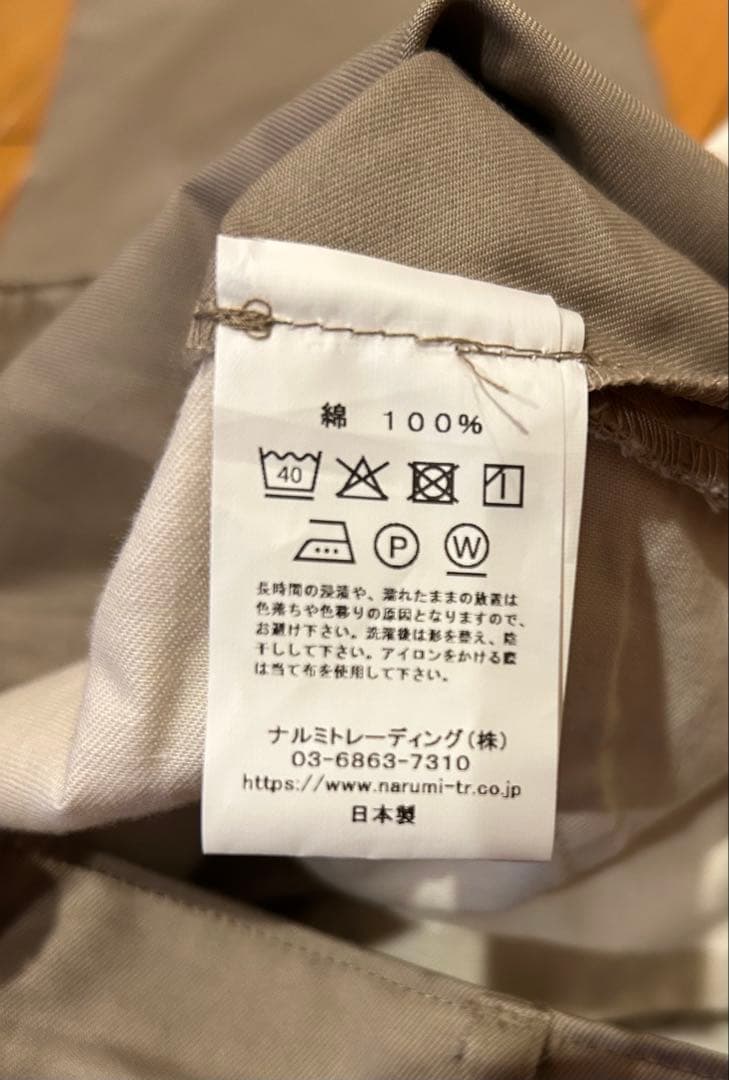 綿 100%
40
P W
長時間の浸漬や、濡れたままの放置は
色落ちや色移りの原因となりますので、
お避け下さい。洗濯後は形を整え、陰
干しして下さい。アイロンをかける際
は当て布を使用して下さい。
ナルミトレーディング(株)
03-6863-7310
https://www.narumi-tr.co.jp
日本製